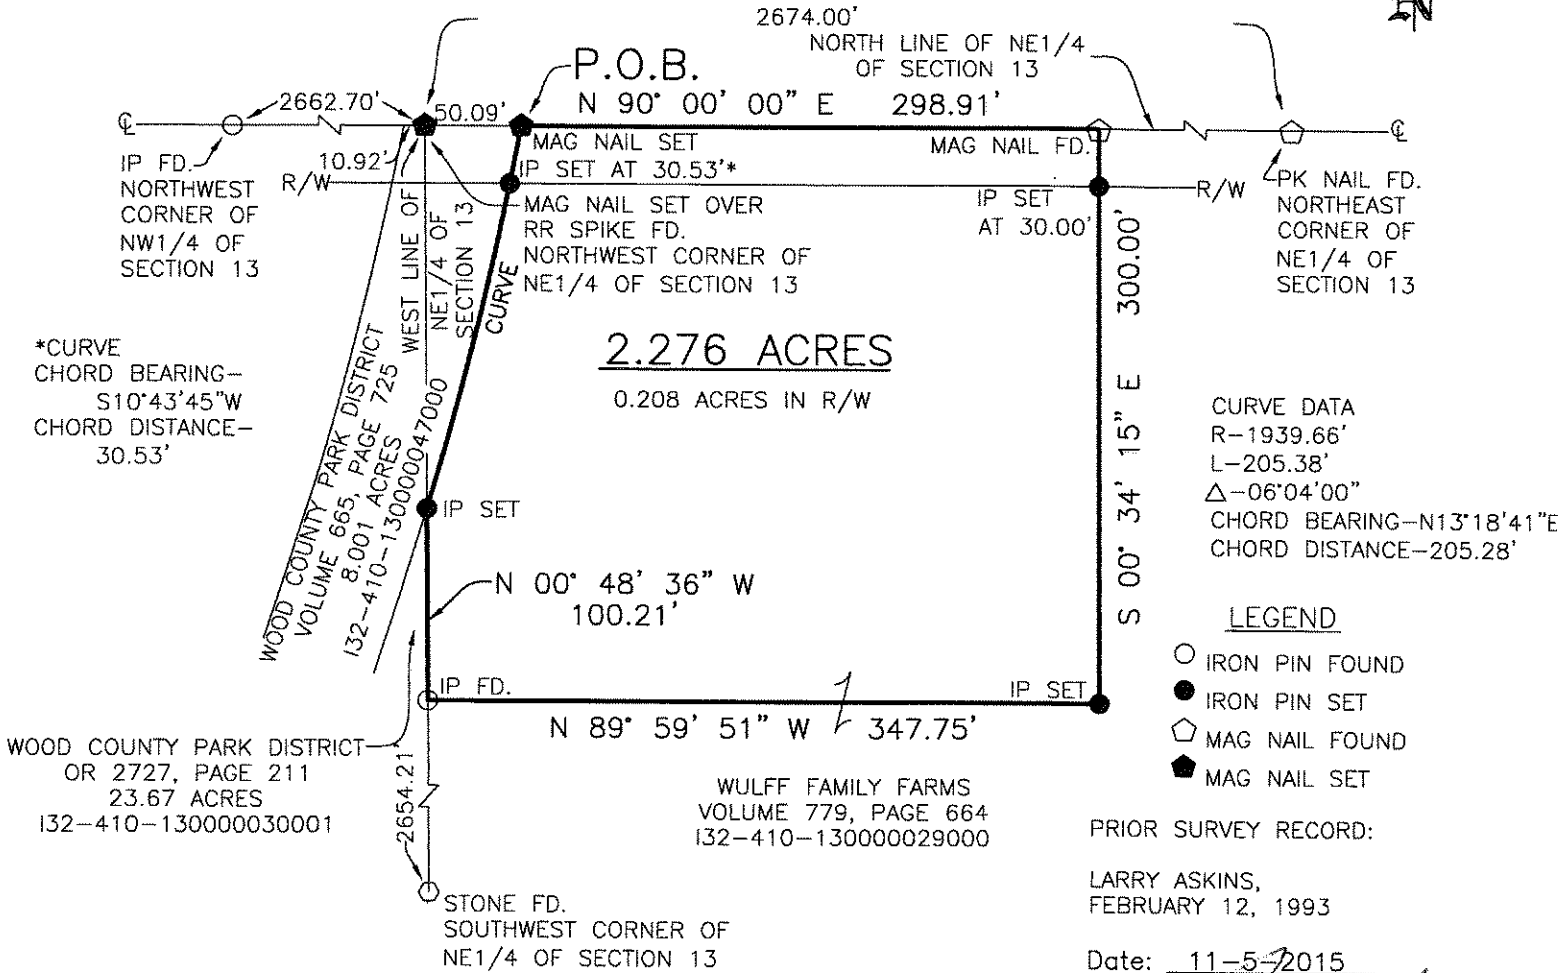 2674.00'
N
NORTH LINE OF NE1/4
OF SECTION 13
P.O.B.
2662.70'
50.09'
N 90° 00' 00" E 298.91'
℄
℄
MAG NAIL SET
MAG NAIL FD.
IP FD.
NORTHWEST
CORNER OF
NW1/4 OF
SECTION 13
10.92'
R/W
IP SET AT 30.53'*
R/W
IP SET
AT 30.00'
PK NAIL FD.
NORTHEAST
CORNER OF
NE1/4 OF
SECTION 13
MAG NAIL SET OVER
RR SPIKE FD.
NORTHWEST CORNER OF
NE1/4 OF SECTION 13
WEST LINE OF
NE1/4 OF
SECTION 13
CURVE
2.276 ACRES
0.208 ACRES IN R/W
S 00° 34' 15" E 300.00'
*CURVE
CHORD BEARING-
S10°43'45"W
CHORD DISTANCE-
30.53'
WOOD COUNTY PARK DISTRICT
VOLUME 665, PAGE 725
8.001 ACRES
I32-410-130000047000
CURVE DATA
R-1939.66'
L-205.38'
△-06°04'00"
CHORD BEARING-N13°18'41"E
CHORD DISTANCE-205.28'
IP SET
N 00° 48' 36" W
100.21'
LEGEND
IRON PIN FOUND
IRON PIN SET
MAG NAIL FOUND
MAG NAIL SET
IP FD.
IP SET
N 89° 59' 51" W 347.75'
WOOD COUNTY PARK DISTRICT
OR 2727, PAGE 211
23.67 ACRES
I32-410-130000030001
2654.21'
WULFF FAMILY FARMS
VOLUME 779, PAGE 664
I32-410-130000029000
STONE FD.
SOUTHWEST CORNER OF
NE1/4 OF SECTION 13
PRIOR SURVEY RECORD:
LARRY ASKINS,
FEBRUARY 12, 1993
Date: 11-5-2015